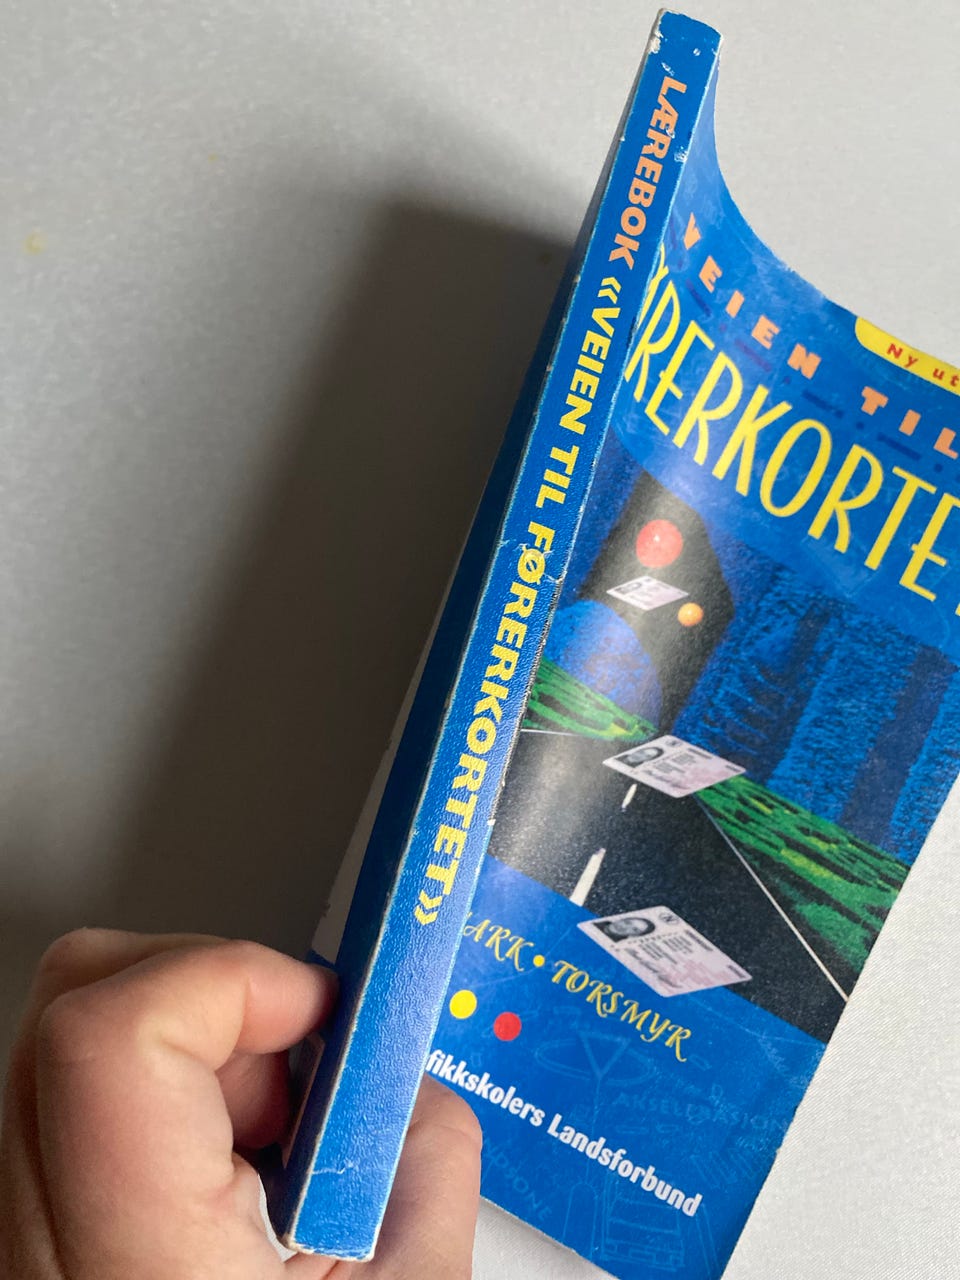 LÆREBOK «VEIEN TIL FØRERKORTET»
Ny ut
VEIEN TIL
ØRERKORTET
ARK • TORSMYR
fikkskolers Landsforbund